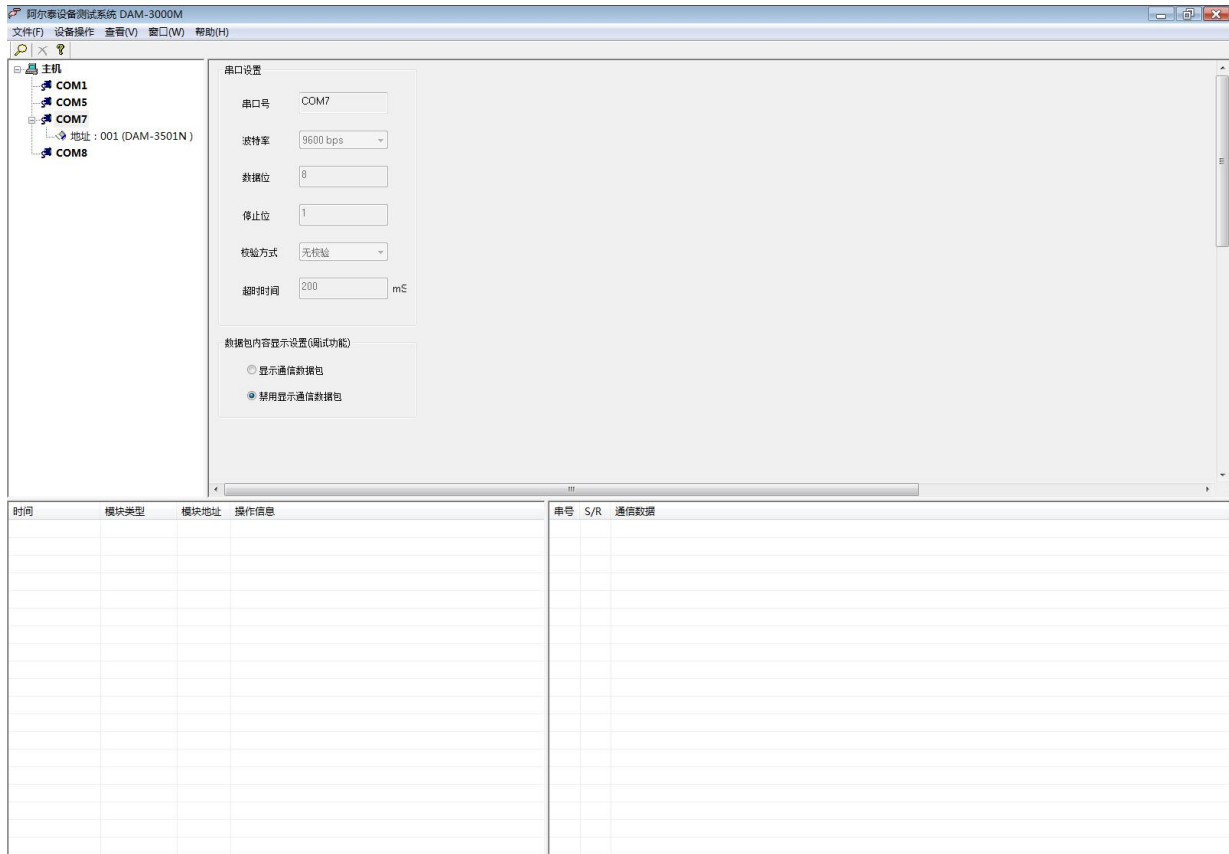 阿尔泰设备测试系统 DAM-3000M
文件(F) 设备操作 查看(V) 窗口(W) 帮助(H)
主机
COM1
COM5
COM7
地址：001 (DAM-3501N )
COM8
串口设置
串口号 COM7
波特率 9600 bps
数据位 8
停止位 1
校验方式 无校验
超时时间 200 mS
数据包内容显示设置(调试功能)
显示通信数据包
禁用显示通信数据包
时间 模块类型 模块地址 操作信息
串号 S/R 通信数据